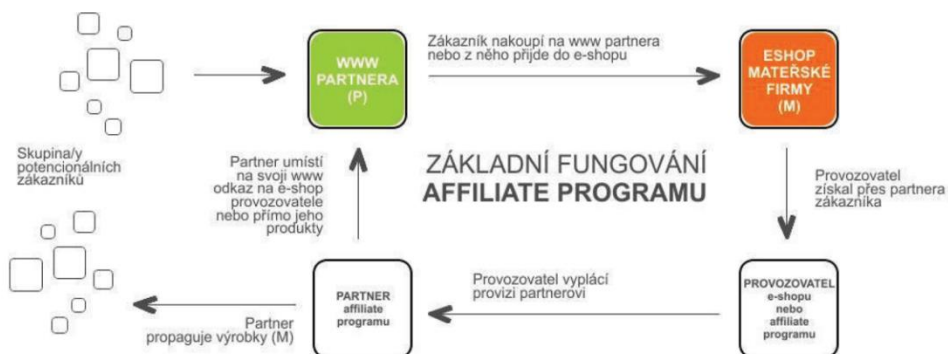 WWW
PARTNERA
(P)
Zákazník nakoupí na www partnera
nebo z něho přijde do e-shopu
ESHOP
MATEŘSKÉ
FIRMY
(M)
Skupina/y
potencionálních
zákazníků
Partner umístí
na svoji www
odkaz na e-shop
provozovatele
nebo přímo jeho
produkty
ZÁKLADNÍ FUNGOVÁNÍ
AFFILIATE PROGRAMU
Provozovatel
získal přes partnera
zákazníka
PARTNER
affiliate
programu
Provozovatel vyplácí
provizi partnerovi
PROVOZOVATEL
e-shopu
nebo
affiliate
programu
Partner
propaguje výrobky (M)